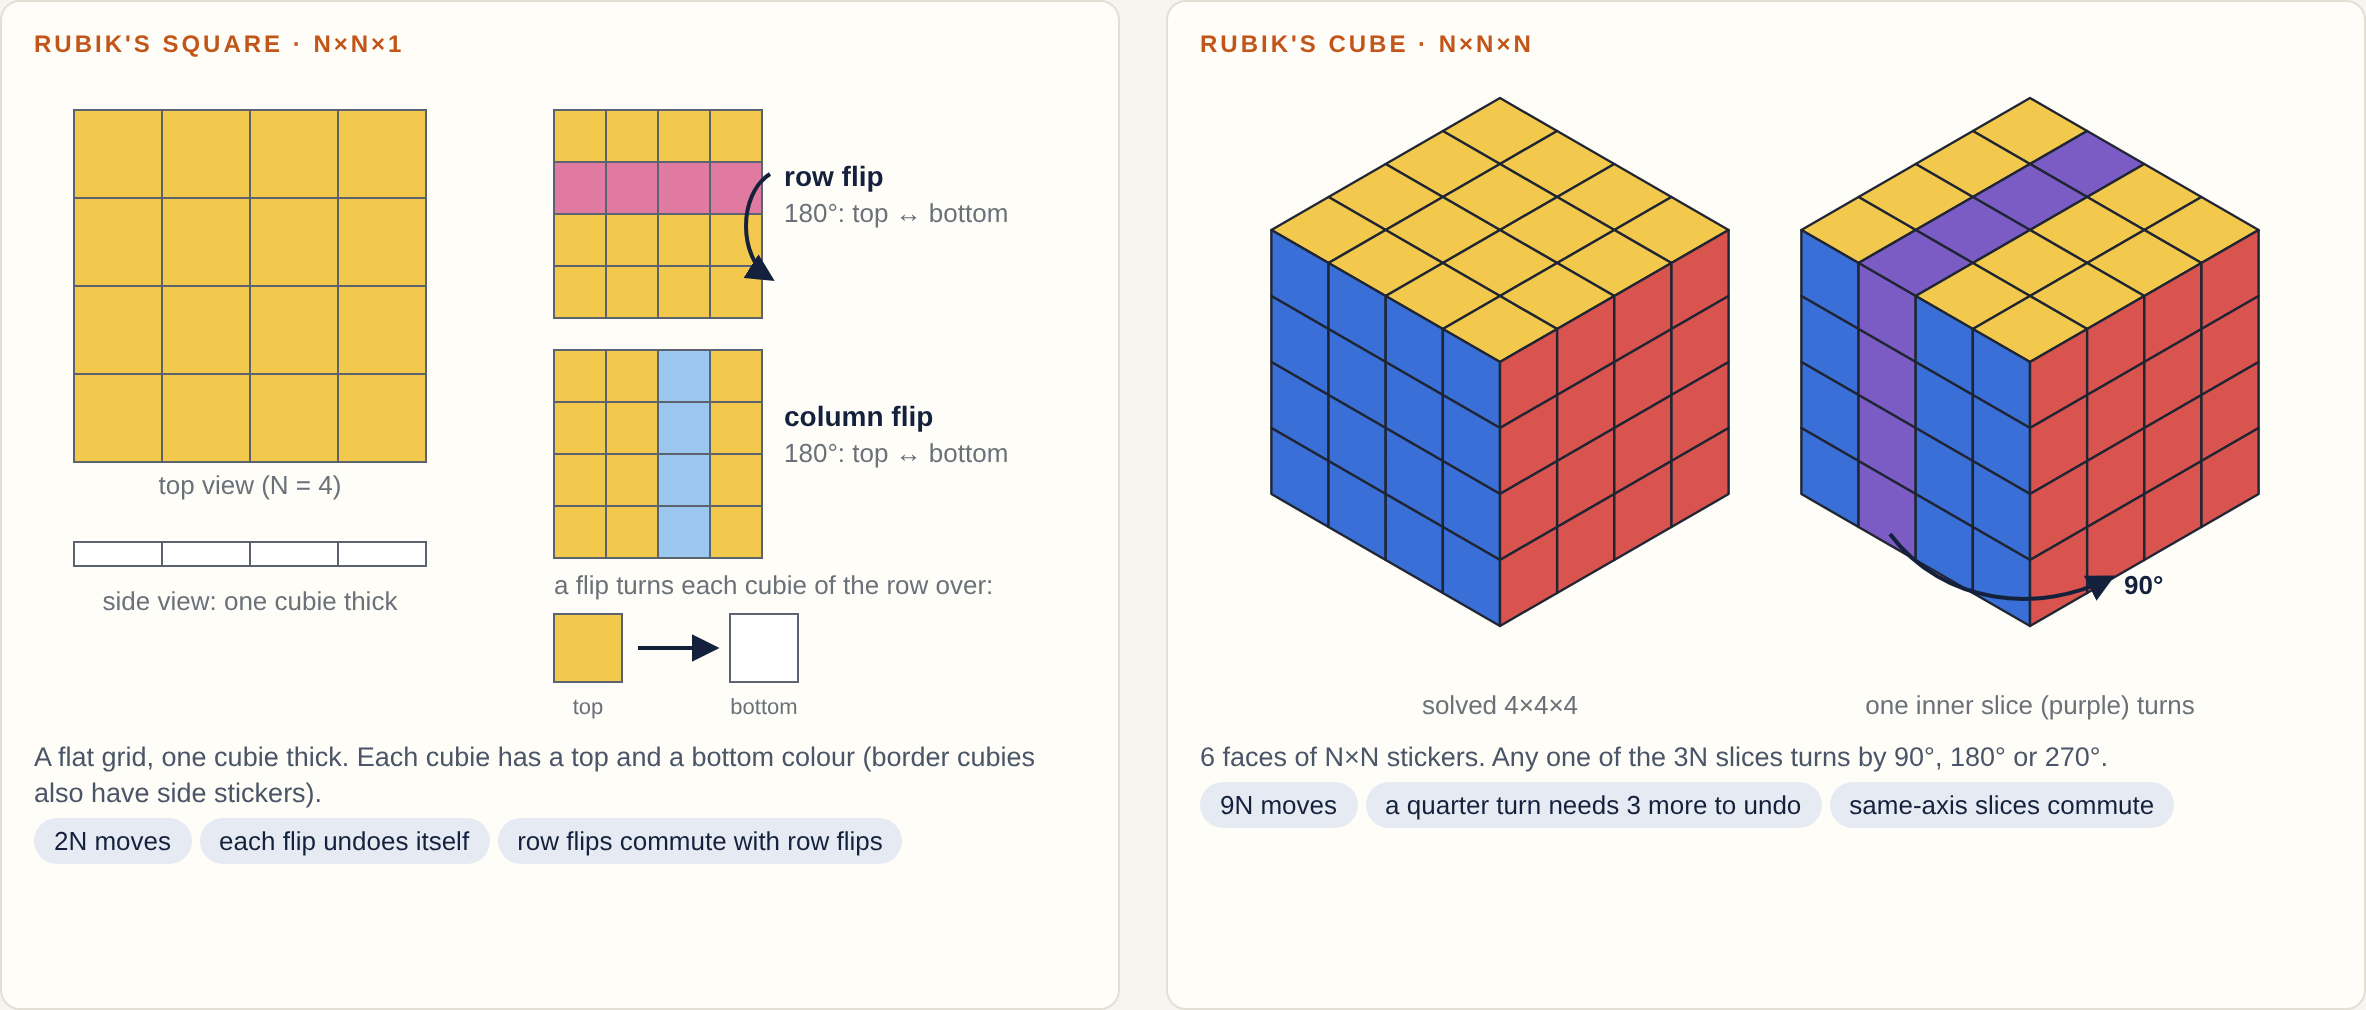 RUBIK'S SQUARE · N×N×1
top view (N = 4)
side view: one cubie thick
row flip
180°: top ↔ bottom
column flip
180°: top ↔ bottom
a flip turns each cubie of the row over:
top
bottom
A flat grid, one cubie thick. Each cubie has a top and a bottom colour (border cubies
also have side stickers).
2N moves
each flip undoes itself
row flips commute with row flips
RUBIK'S CUBE · N×N×N
90°
solved 4×4×4
one inner slice (purple) turns
6 faces of N×N stickers. Any one of the 3N slices turns by 90°, 180° or 270°.
9N moves
a quarter turn needs 3 more to undo
same-axis slices commute